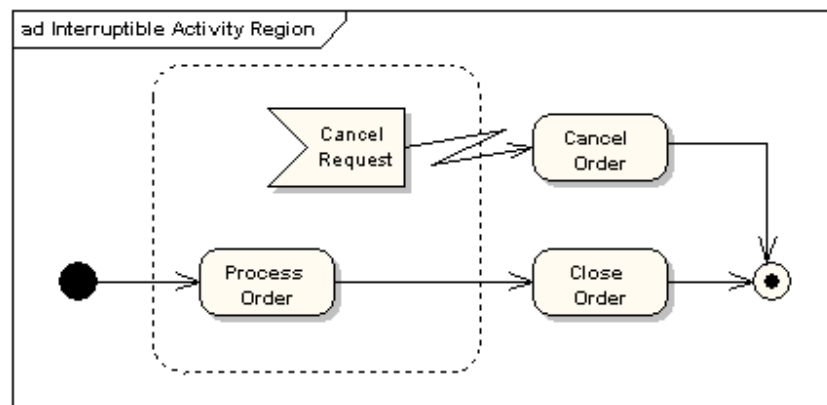 ad Interruptible Activity Region
Cancel
Request
Cancel
Order
Process
Order
Close
Order